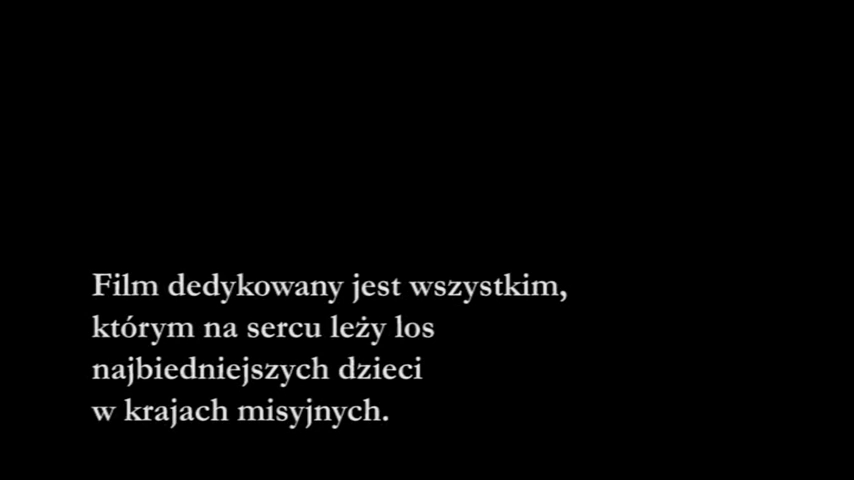 Film dedykowany jest wszystkim,
którym na sercu leży los
najbiedniejszych dzieci
w krajach misyjnych.